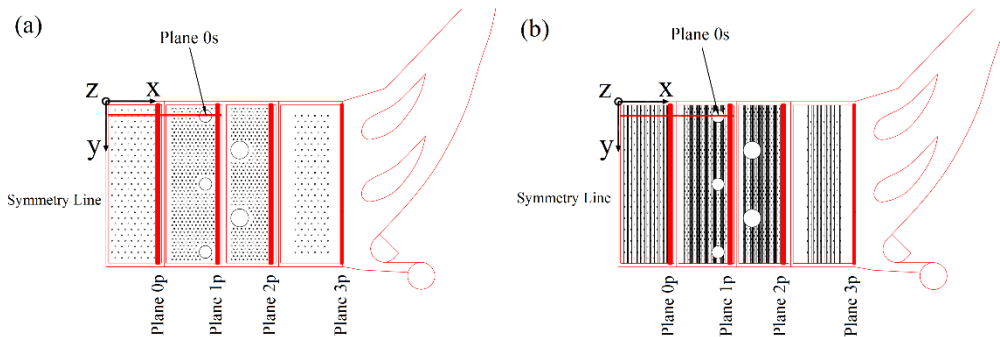 (a)
Plane 0s
z
x
y
Symmetry Line
Plane 0p
Plane 1p
Plane 2p
Plane 3p
(b)
Plane 0s
z
x
y
Symmetry Line
Plane 0p
Plane 1p
Plane 2p
Plane 3p